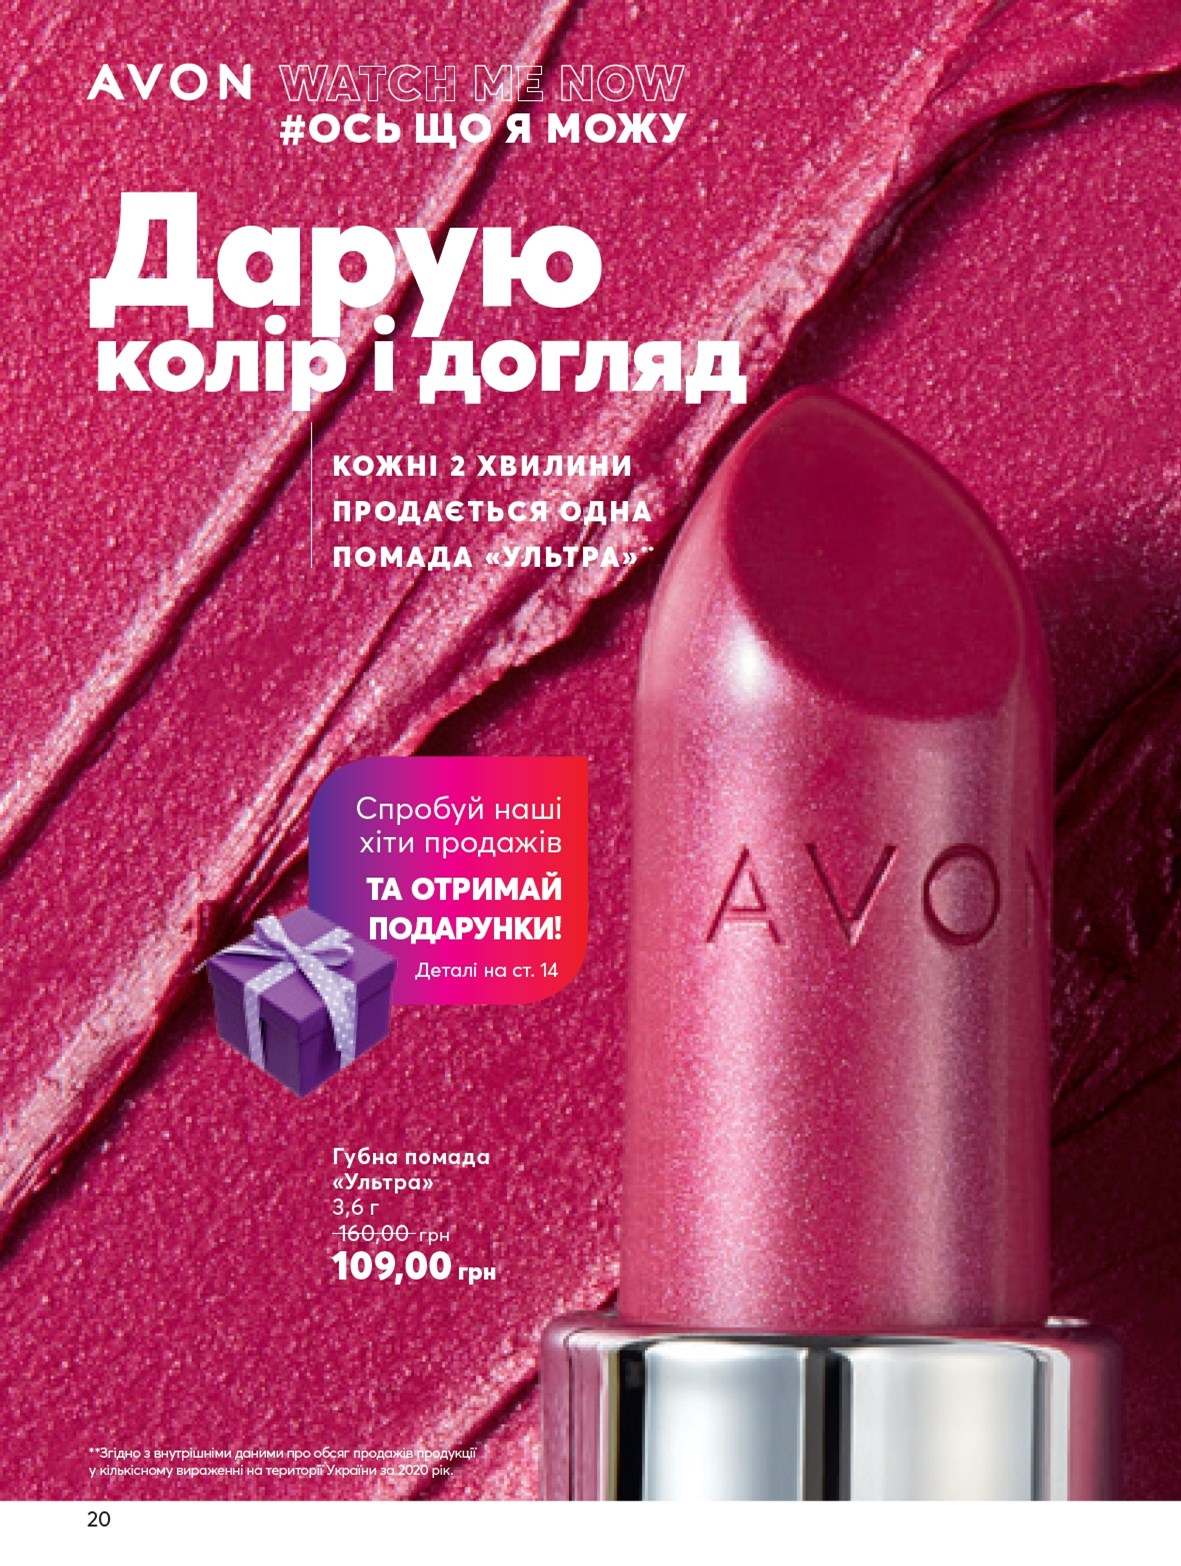 AVON WATCH ME NOW
#ОСЬ ЩО Я МОЖУ
Дарую
колір і догляд
КОЖНІ 2 ХВИЛИНИ
ПРОДАЄТЬСЯ ОДНА
ПОМАДА «УЛЬТРА»**
Спробуй наші
хіти продажів
ТА ОТРИМАЙ
ПОДАРУНКИ!
Деталі на ст. 14
AVON
Губна помада
«Ультра»
3,6 г
160,00 грн
109,00 грн
**Згідно з внутрішніми даними про обсяг продажів продукції
у кількісному вираженні на території України за 2020 рік.
20